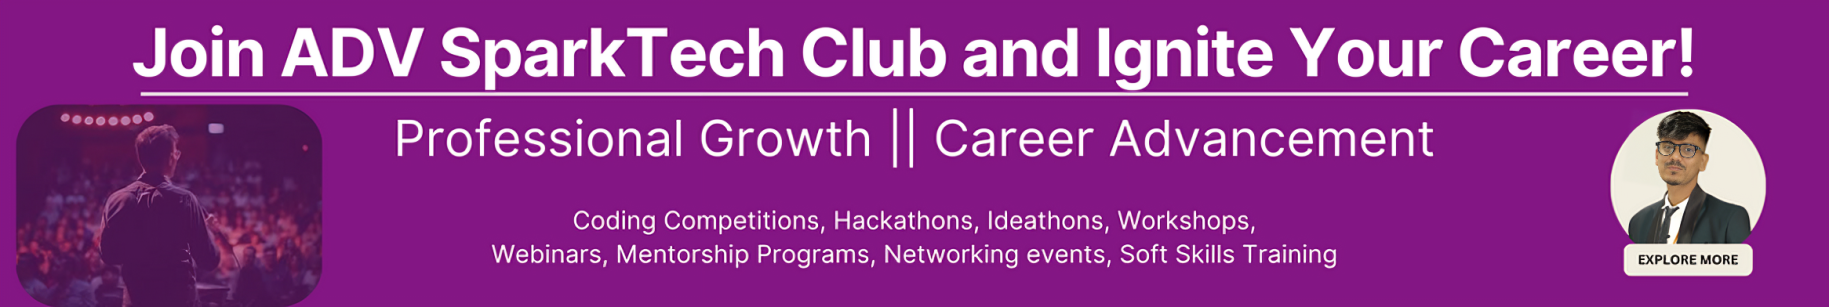 Join ADV SparkTech Club and Ignite Your Career!
Professional Growth || Career Advancement
Coding Competitions, Hackathons, Ideathons, Workshops,
Webinars, Mentorship Programs, Networking events, Soft Skills Training
EXPLORE MORE